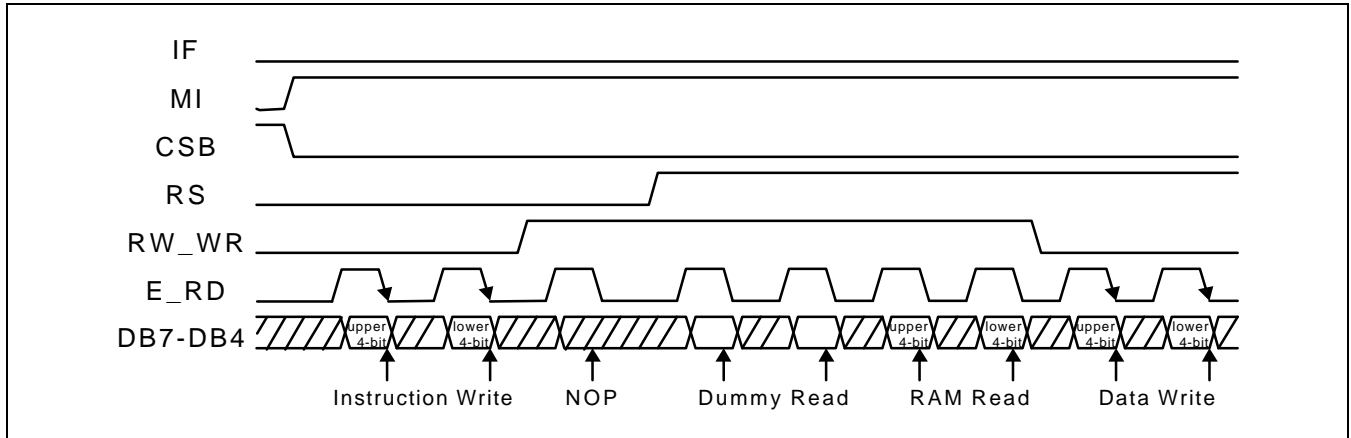 IF
MI
CSB
RS
RW_WR
E_RD
DB7-DB4
upper lower upper lower upper lower
4-bit 4-bit 4-bit 4-bit 4-bit 4-bit
Instruction Write NOP Dummy Read RAM Read Data Write